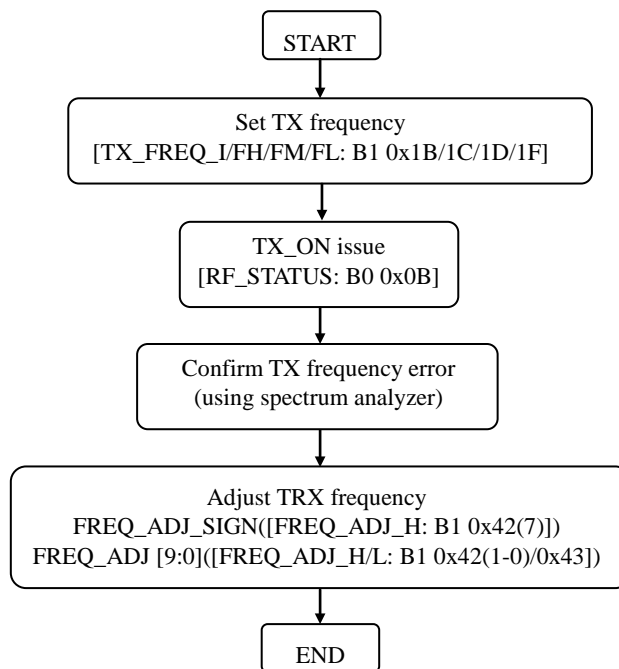 START
Set TX frequency
[TX_FREQ_I/FH/FM/FL: B1 0x1B/1C/1D/1F]
TX_ON issue
[RF_STATUS: B0 0x0B]
Confirm TX frequency error
(using spectrum analyzer)
Adjust TRX frequency
FREQ_ADJ_SIGN([FREQ_ADJ_H: B1 0x42(7)])
FREQ_ADJ [9:0]([FREQ_ADJ_H/L: B1 0x42(1-0)/0x43])
END